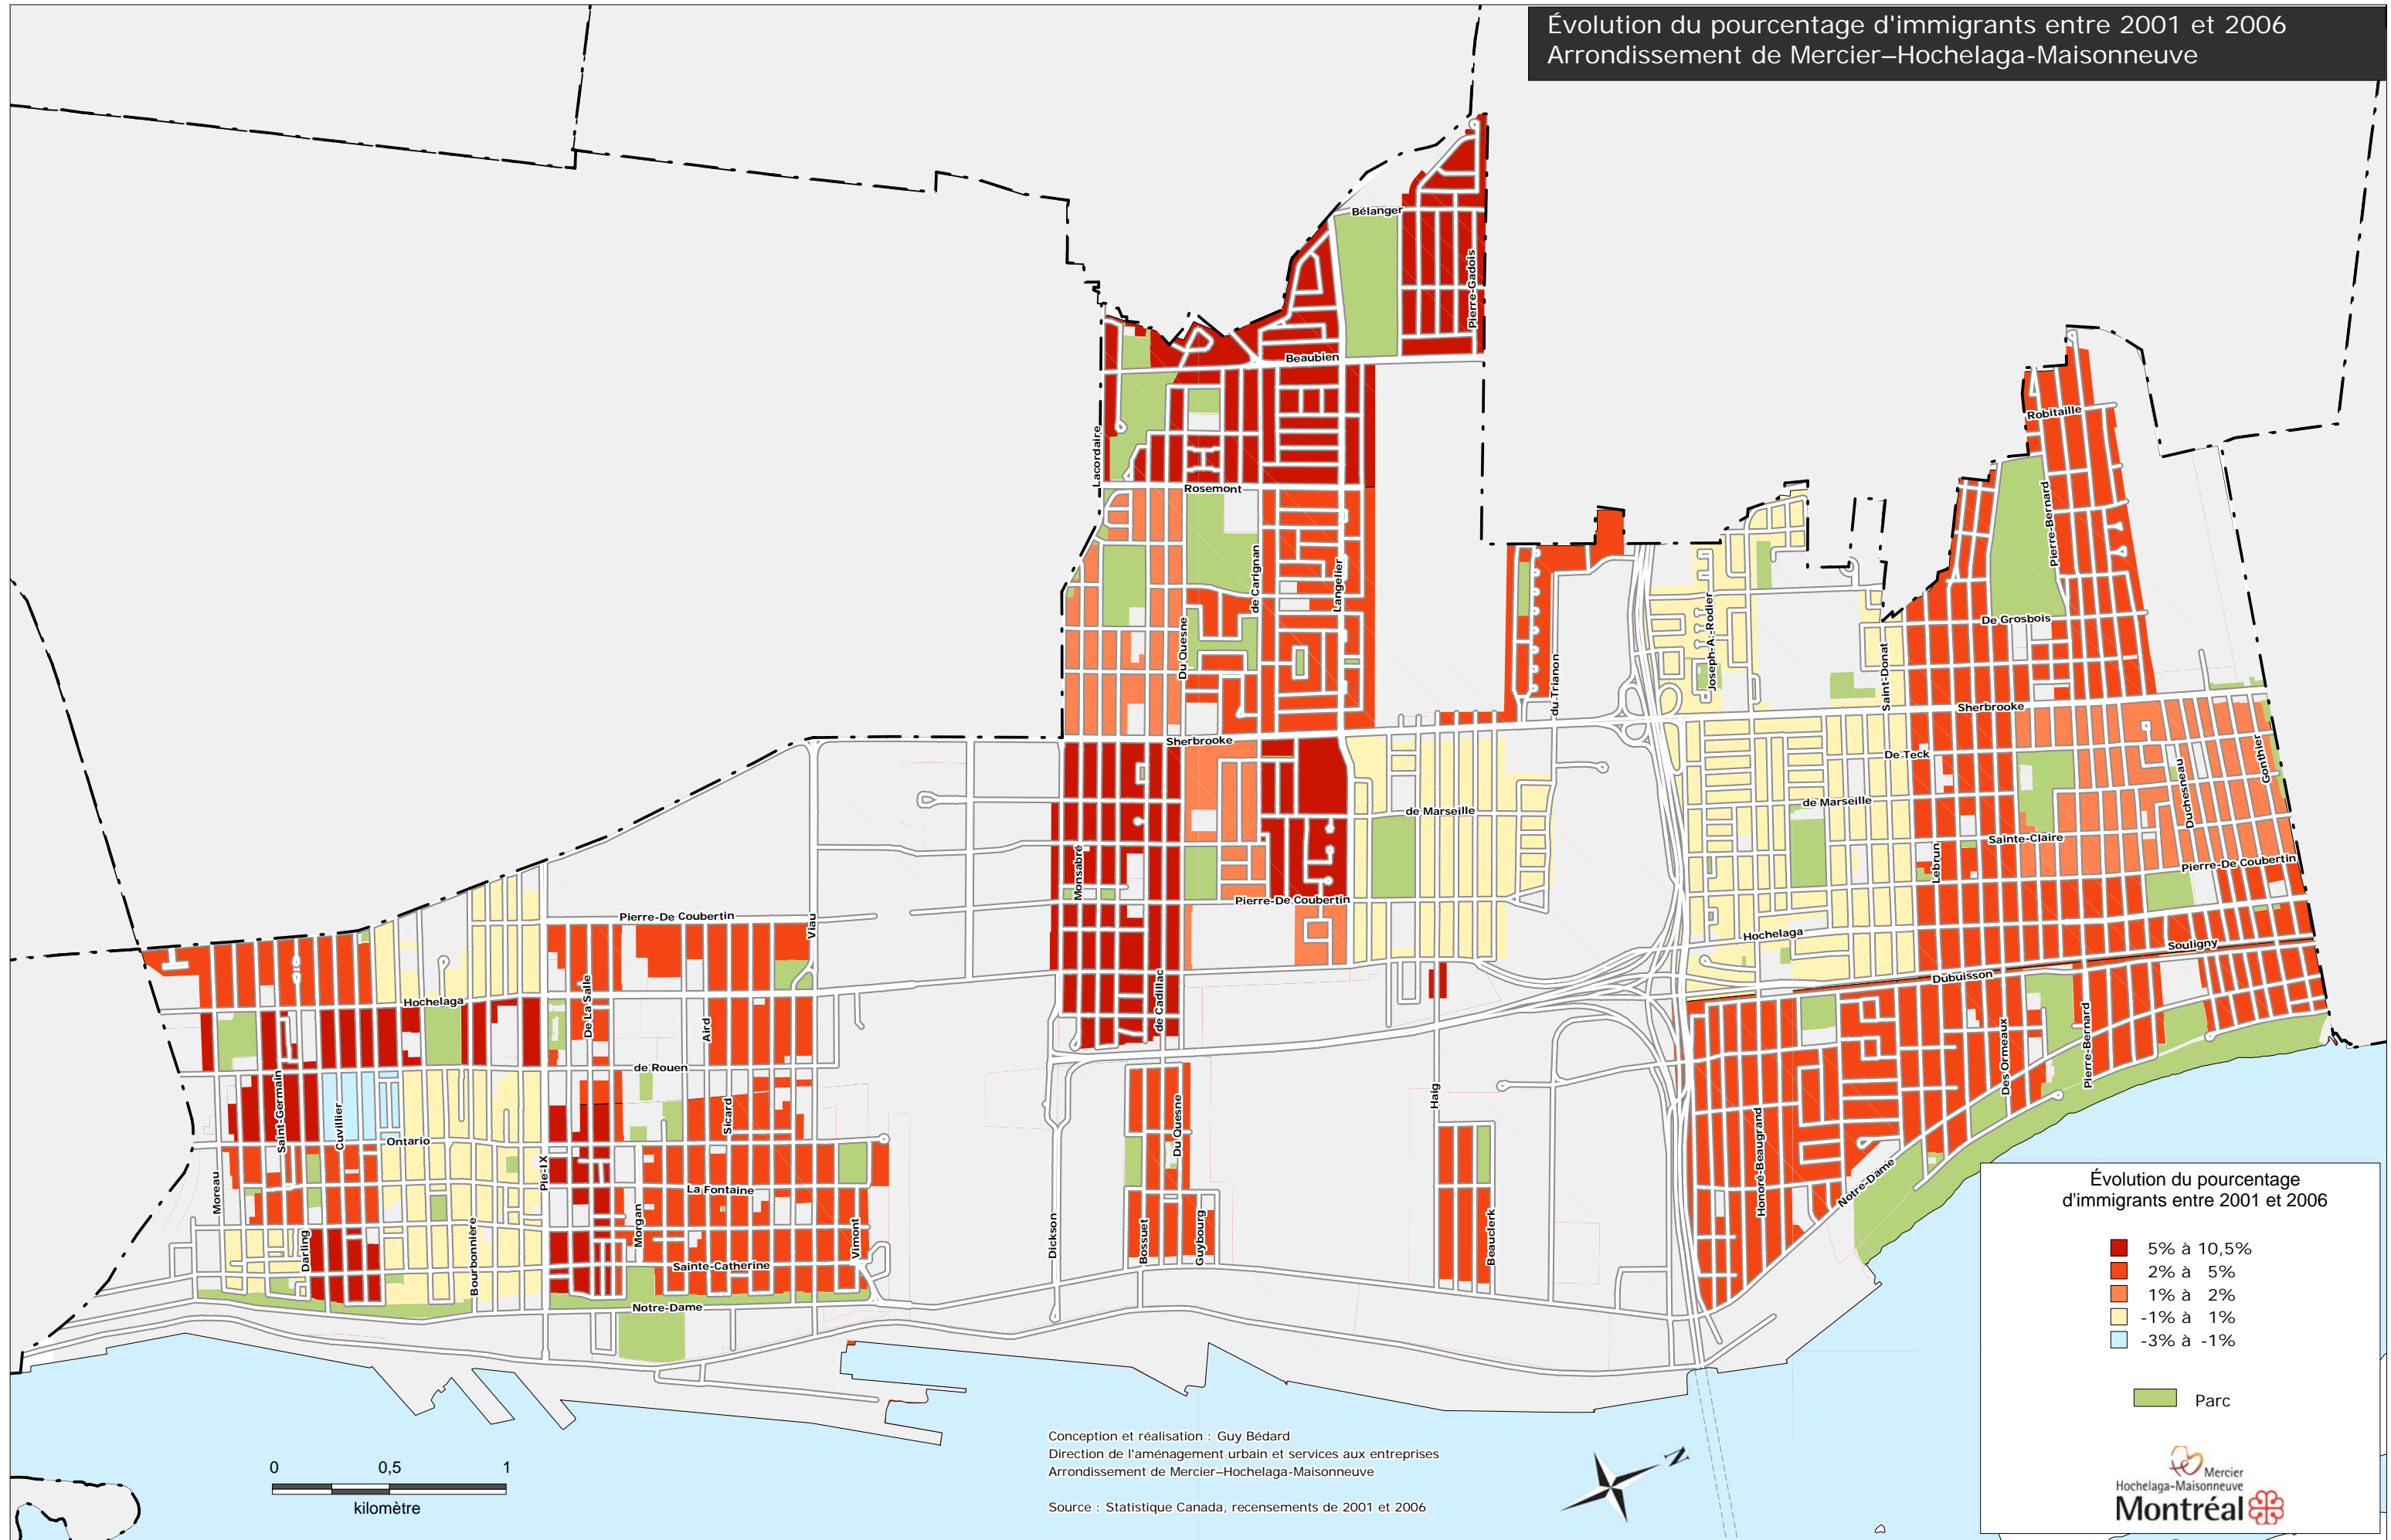 Évolution du pourcentage d'immigrants entre 2001 et 2006
Arrondissement de Mercier–Hochelaga-Maisonneuve
Bélanger
Pierre-Gadois
Beaubien
Lacordaire
Robitaille
Rosemont
Pierre-Bernard
de Carignan
Langelier
Du Quesne
De Grosbois
Joseph-A.-Rodier
Saint-Donat
du Trianon
Sherbrooke
Sherbrooke
De Teck
Gonthier
Duchesneau
de Marseille
de Marseille
Sainte-Claire
Monsabré
Lebrun
Pierre-De Coubertin
Pierre-De Coubertin
Pierre-De Coubertin
Viau
Hochelaga
Souligny
Dubuisson
Hochelaga
De La Salle
de Cadillac
Aird
Des Ormeaux
Pierre-Bernard
de Rouen
Saint-Germain
Cuvillier
Sicard
Du Quesne
Haig
Ontario
Honoré-Beaugrand
Pie-IX
Moreau
La Fontaine
Notre-Dame
Morgan
Darling
Bourbonnière
Vimont
Dickson
Bossuet
Guybourg
Beauclerk
Sainte-Catherine
Notre-Dame
Évolution du pourcentage
d'immigrants entre 2001 et 2006
5% à 10,5%
2% à 5%
1% à 2%
-1% à 1%
-3% à -1%
Parc
Mercier
Hochelaga-Maisonneuve
Montréal
Conception et réalisation : Guy Bédard
Direction de l'aménagement urbain et services aux entreprises
Arrondissement de Mercier–Hochelaga-Maisonneuve
Source : Statistique Canada, recensements de 2001 et 2006
N
0 0,5 1
kilomètre